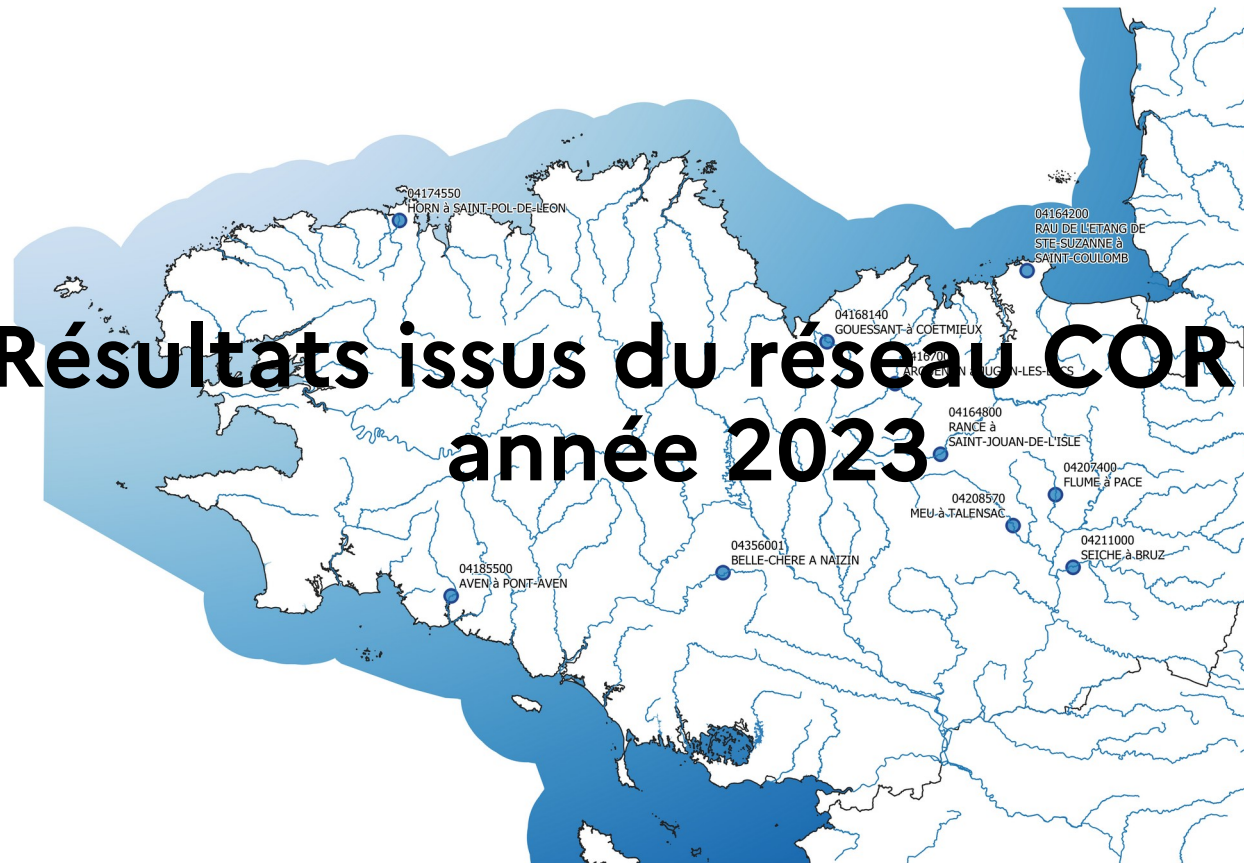 04174550
HORN à SAINT-POL-DE-LEON
04164200
RAU DE L'ETANG DE
STE-SUZANNE à
SAINT-COULOMB
04168140
GOUESSANT à COETMIEUX
Résultats issus du réseau
année 2023
04164800
RANCE à
SAINT-JOUAN-DE-L'ISLE
04207400
FLUME à PACE
04208570
MEU à TALENSAC
04211000
SEICHE à BRUZ
04356001
BELLE-CHERE A NAIZIN
04185500
AVEN à PONT-AVEN